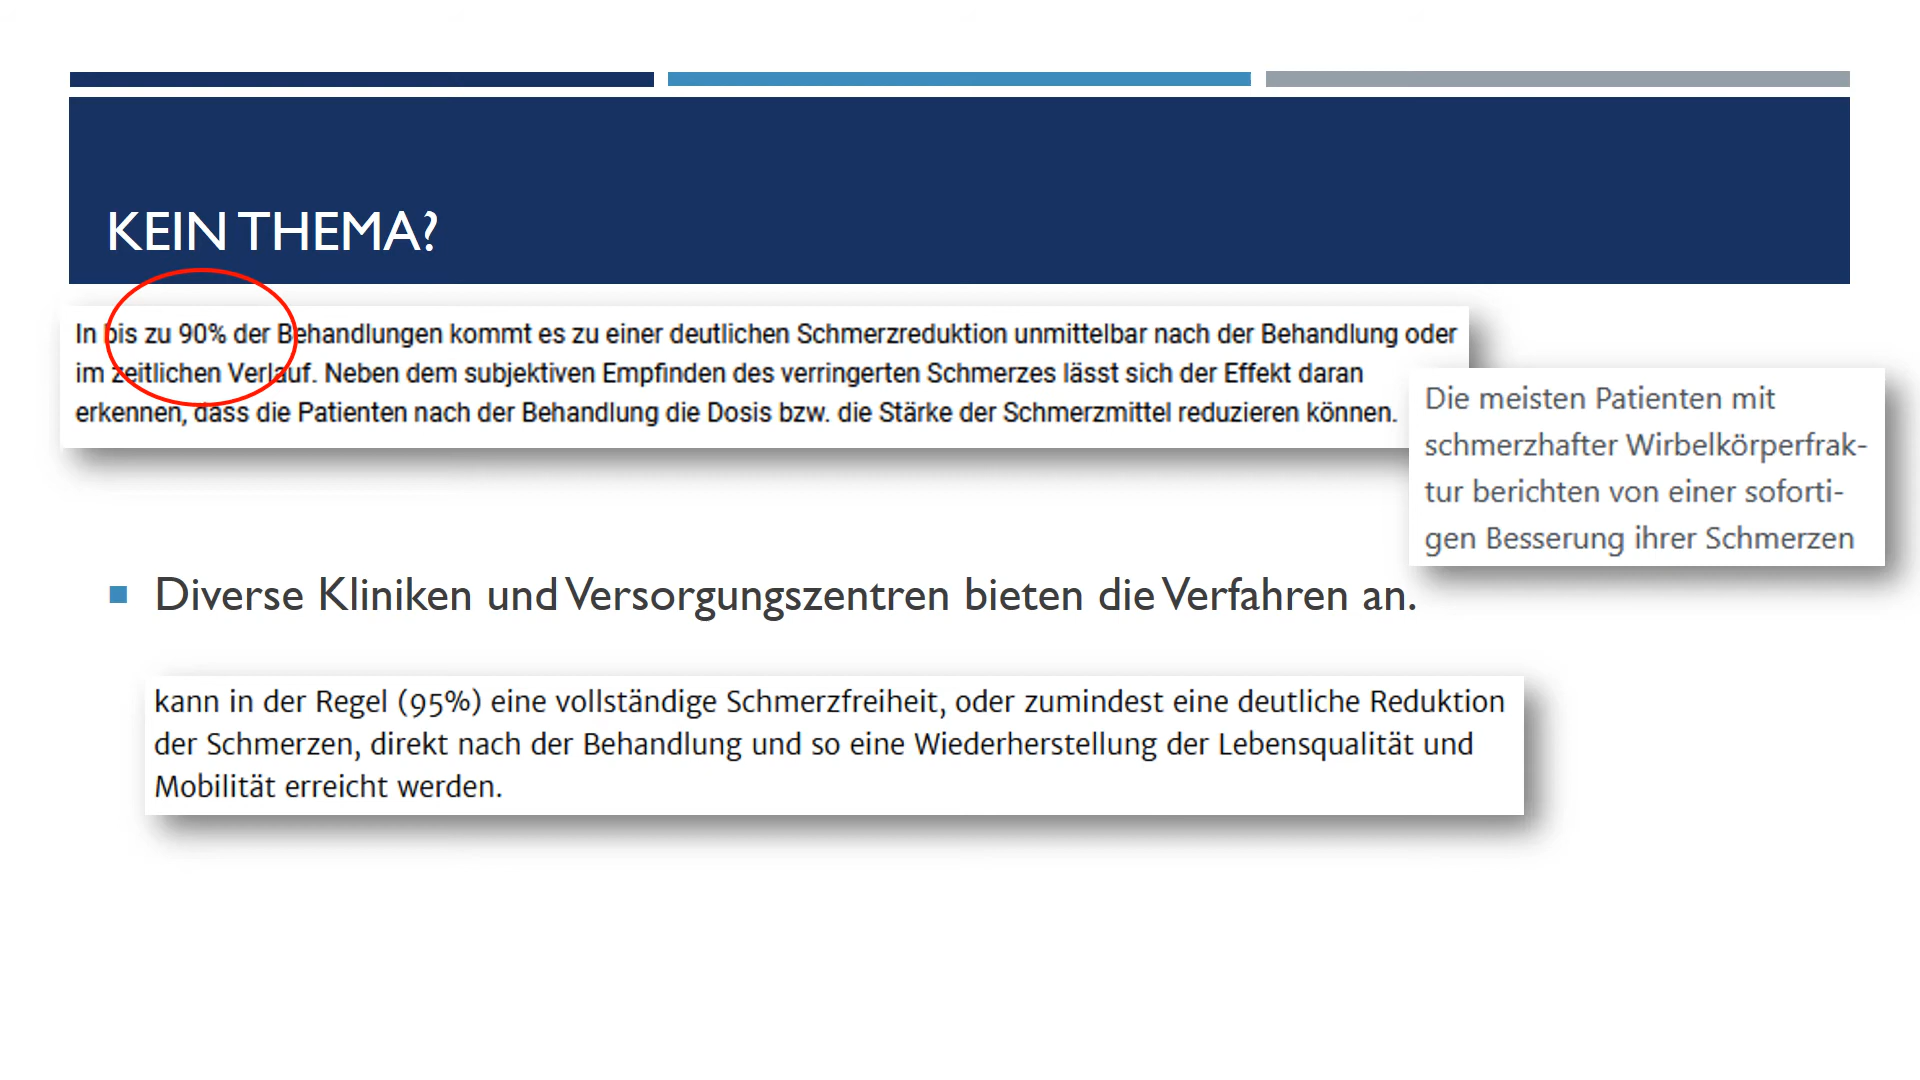 KEIN THEMA?
In bis zu 90% der Behandlungen kommt es zu einer deutlichen Schmerzreduktion unmittelbar nach der Behandlung oder
im zeitlichen Verlauf. Neben dem subjektiven Empfinden des verringerten Schmerzes lässt sich der Effekt daran
erkennen, dass die Patienten nach der Behandlung die Dosis bzw. die Stärke der Schmerzmittel reduzieren können.
Die meisten Patienten mit
schmerzhafter Wirbelkörperfrak-
tur berichten von einer soforti-
gen Besserung ihrer Schmerzen
Diverse Kliniken und Versorgungszentren bieten die Verfahren an.
kann in der Regel (95%) eine vollständige Schmerzfreiheit, oder zumindest eine deutliche Reduktion
der Schmerzen, direkt nach der Behandlung und so eine Wiederherstellung der Lebensqualität und
Mobilität erreicht werden.